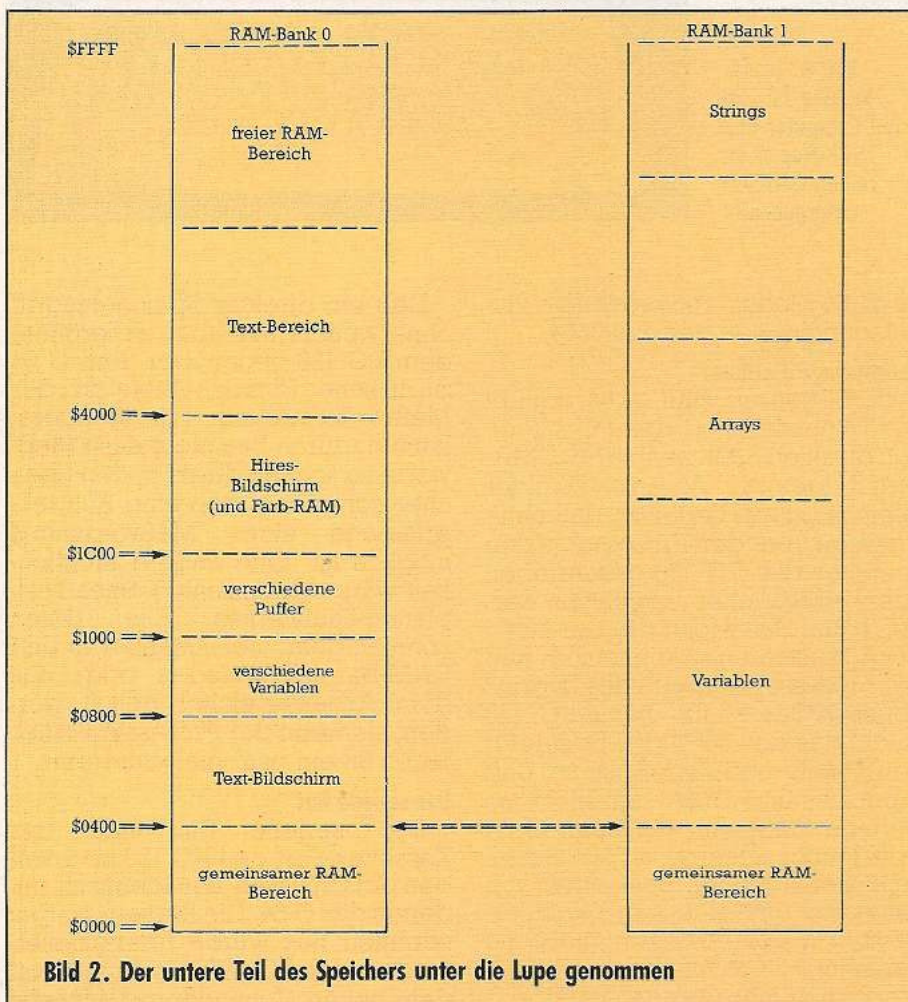 RAM-Bank 0
$FFFF
freier RAM-
Bereich
Text-Bereich
$4000
Hires-
Bildschirm
(und Farb-RAM)
$1C00
verschiedene
Puffer
$1000
verschiedene
Variablen
$0800
Text-Bildschirm
$0400
gemeinsamer RAM-
Bereich
$0000
RAM-Bank 1
Strings
Arrays
Variablen
gemeinsamer RAM-
Bereich
Bild 2. Der untere Teil des Speichers unter die Lupe genommen